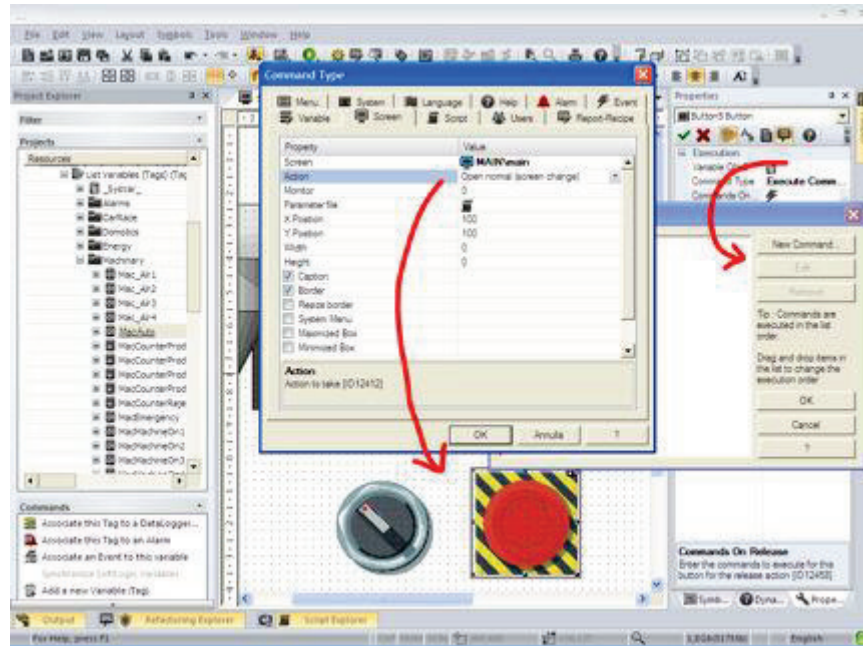 File Edit View Layout Symbols Tools Window Help
Project Explorer
Filter
Projects
Resources
List Variables (Tags) (Tag
_SysVar_
Alarms
CarRace
Domotics
Energy
Machinary
Mac_Air1
Mac_Air2
Mac_Air3
Mac_Air4
MacAuto
MacCounterProd
MacCounterProd
MacCounterProd
MacCounterProd
MacEmergency
MacMachineOn1
MacMachineOn2
MacMachineOn3
Commands
Associate this Tag to a DataLogger...
Associate this Tag to an Alarm
Associate an Event to this variable
Add a new Variable (Tag)
Output
Refactoring Explorer
Script Explorer
For Help, press F1
English
Command Type
Menu System Language Help Alarm Event
Variable Screen Script Users Report-Recipe
Property Value
Screen MAIN\main
Action Open normal (screen change)
Monitor 0
Parameter file
X Position 100
Y Position 100
Width 0
Height 0
Caption
Border
Resize border
System Menu
Maximized Box
Minimized Box
Action
Action to take [ID12412]
OK Annulla ?
Properties
Button3 Button
Execution
Command Type Execute Comm...
Commands On
New Command...
Edit
Remove
Tip : Commands are
executed in the list
order.
Drag and drop items in
the list to change the
execution order
OK
Cancel
?
Commands On Release
Enter the commands to execute for this
button for the release action [ID12458]
Symb... Dyna... Prope...